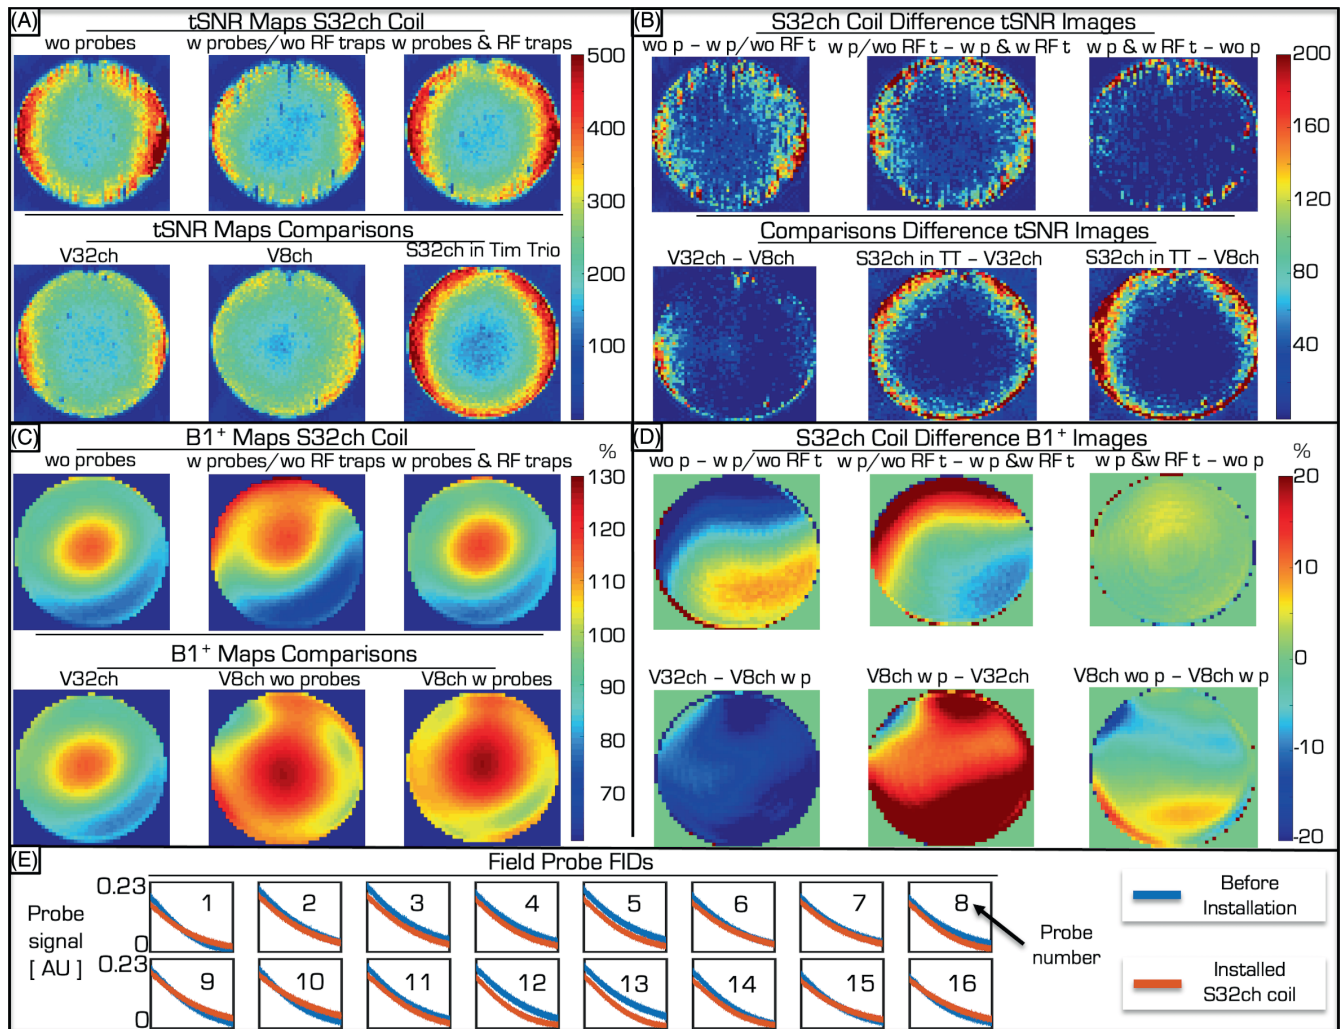 (A)
tSNR Maps S32ch Coil
wo probes
w probes/wo RF traps
w probes & RF traps
500
400
300
200
100
tSNR Maps Comparisons
V32ch
V8ch
S32ch in Tim Trio
(B)
S32ch Coil Difference tSNR Images
wo p – w p/wo RF t
w p/wo RF t – w p & w RF t
w p & w RF t – wo p
200
160
120
80
40
Comparisons Difference tSNR Images
V32ch – V8ch
S32ch in TT – V32ch
S32ch in TT – V8ch
(C)
B1+ Maps S32ch Coil
wo probes
w probes/wo RF traps
w probes & RF traps
%
130
120
110
100
90
80
70
B1+ Maps Comparisons
V32ch
V8ch wo probes
V8ch w probes
(D)
S32ch Coil Difference B1+ Images
wo p – w p/wo RF t
w p/wo RF t – w p &w RF t
w p &w RF t – wo p
%
20
10
0
-10
-20
V32ch – V8ch w p
V8ch w p – V32ch
V8ch wo p – V8ch w p
(E)
Field Probe FIDs
Probe
signal
[ AU ]
0.23
0
0.23
0
1
2
3
4
5
6
7
8
9
10
11
12
13
14
15
16
Probe
number
Before
Installation
Installed
S32ch coil